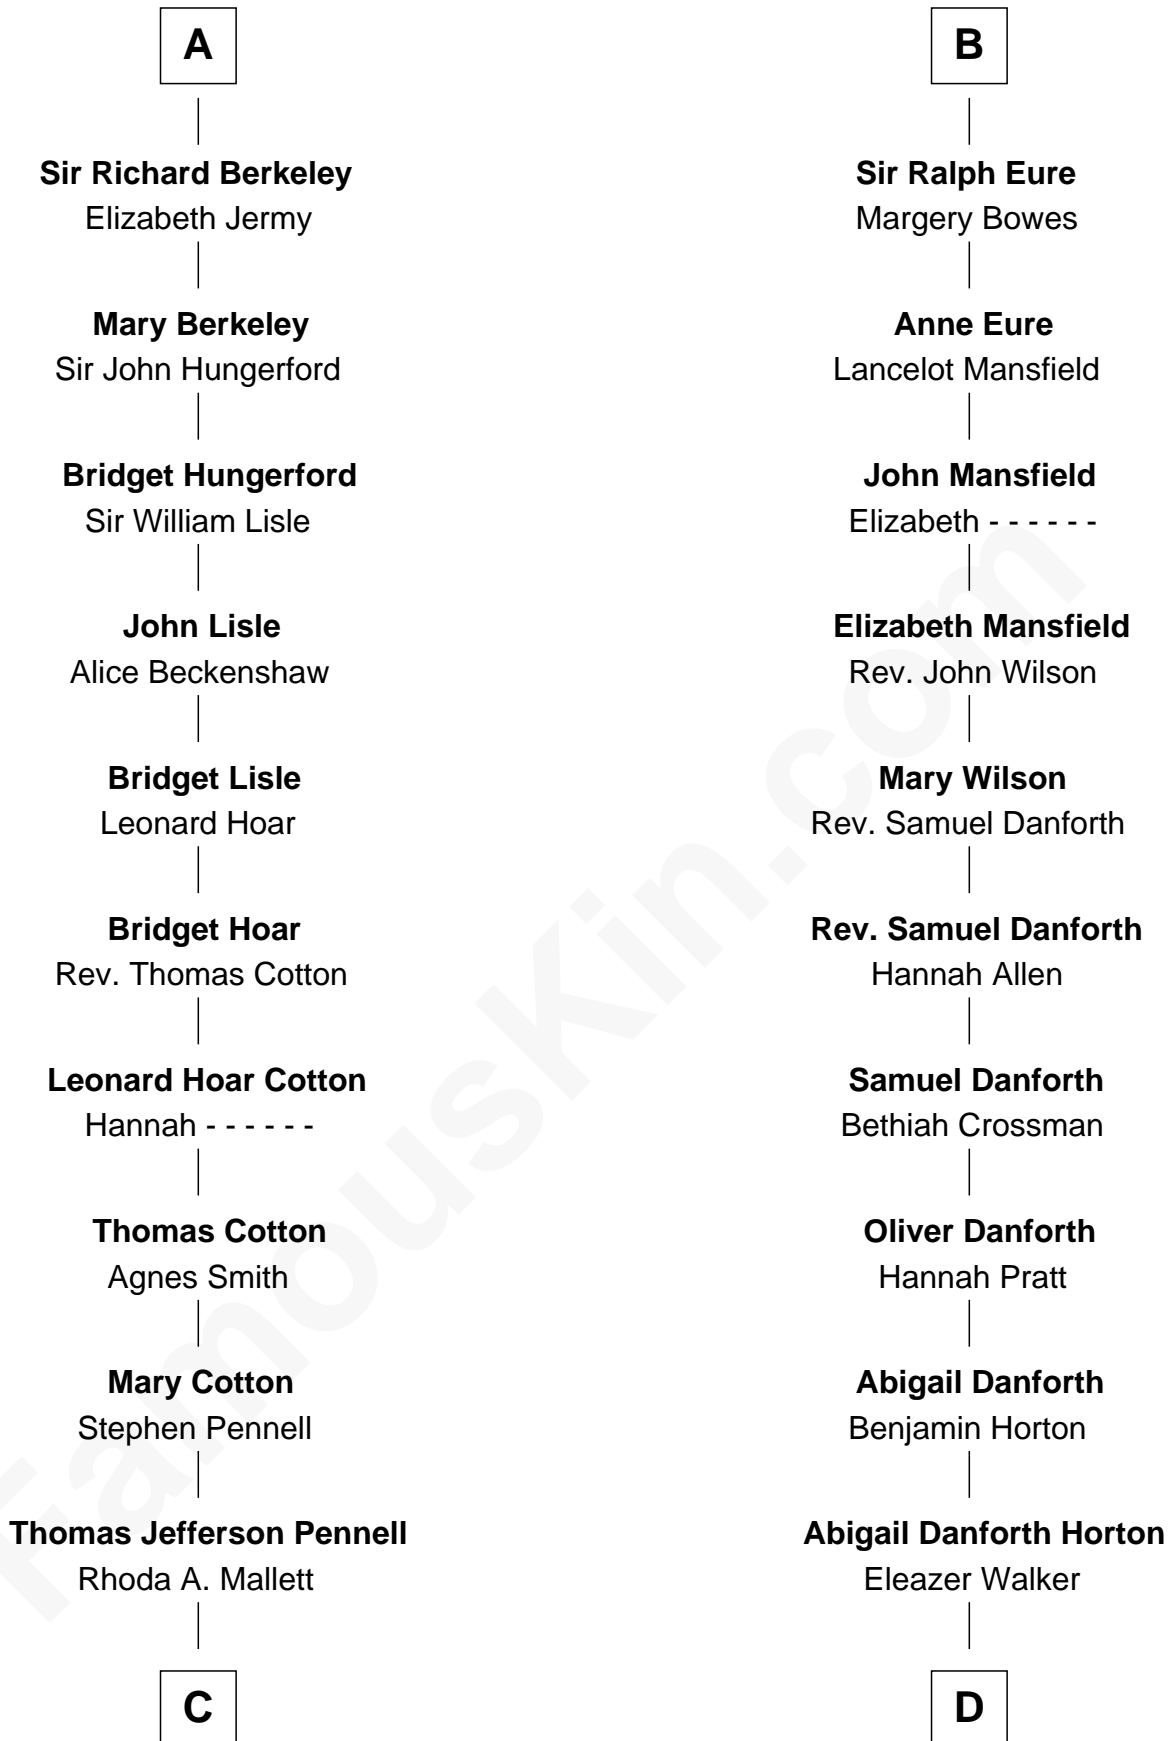 A
Sir Richard Berkeley
Elizabeth Jermy
Mary Berkeley
Sir John Hungerford
Bridget Hungerford
Sir William Lisle
John Lisle
Alice Beckenshaw
Bridget Lisle
Leonard Hoar
Bridget Hoar
Rev. Thomas Cotton
Leonard Hoar Cotton
Hannah - - - - - -
Thomas Cotton
Agnes Smith
Mary Cotton
Stephen Pennell
Thomas Jefferson Pennell
Rhoda A. Mallett
C
B
Sir Ralph Eure
Margery Bowes
Anne Eure
Lancelot Mansfield
John Mansfield
Elizabeth - - - - - -
Elizabeth Mansfield
Rev. John Wilson
Mary Wilson
Rev. Samuel Danforth
Rev. Samuel Danforth
Hannah Allen
Samuel Danforth
Bethiah Crossman
Oliver Danforth
Hannah Pratt
Abigail Danforth
Benjamin Horton
Abigail Danforth Horton
Eleazer Walker
D
FamousKin.com